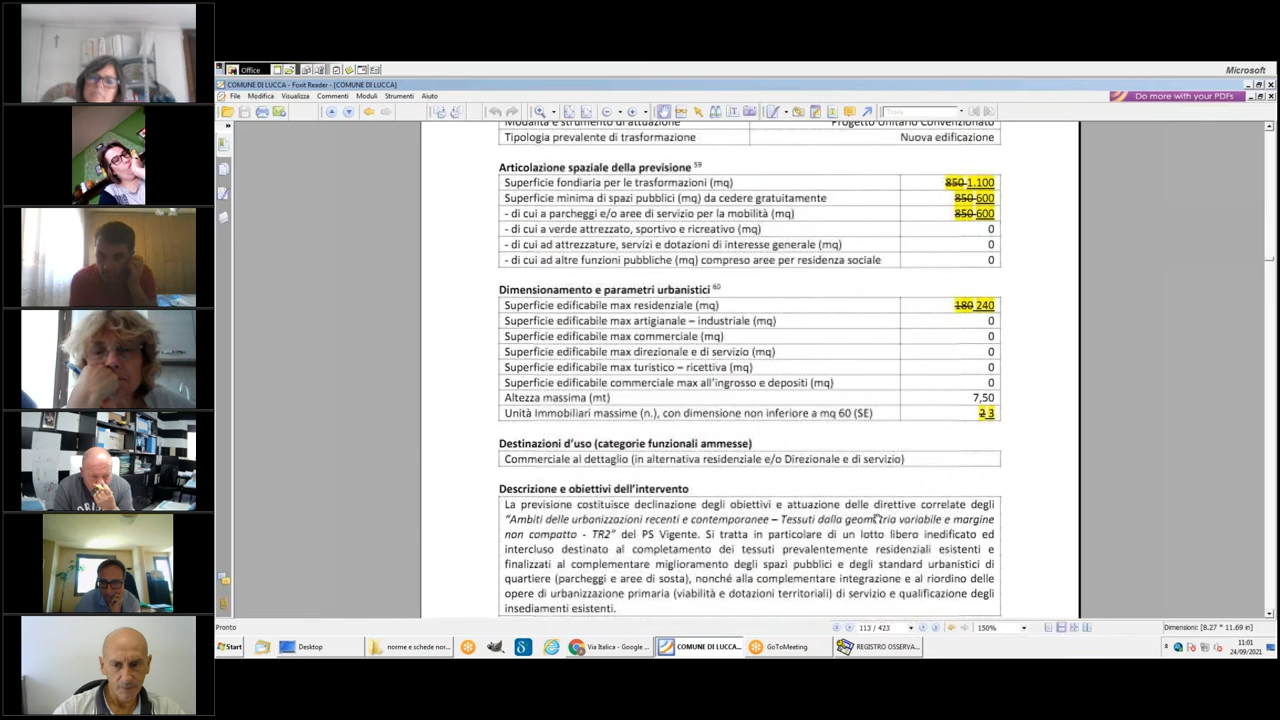 Office
Microsoft
COMUNE DI LUCCA - Foxit Reader - [COMUNE DI LUCCA]
File Modifica Visualizza Commenti Moduli Strumenti Aiuto
Do more with your PDFs
Trova
Modalità e strumento di attuazione Progetto Unitario Convenzionato
Tipologia prevalente di trasformazione Nuova edificazione
Articolazione spaziale della previsione 59
Superficie fondiaria per le trasformazioni (mq) 850 1.100
Superficie minima di spazi pubblici (mq) da cedere gratuitamente 850 600
- di cui a parcheggi e/o aree di servizio per la mobilità (mq) 850 600
- di cui a verde attrezzato, sportivo e ricreativo (mq) 0
- di cui ad attrezzature, servizi e dotazioni di interesse generale (mq) 0
- di cui ad altre funzioni pubbliche (mq) compreso aree per residenza sociale 0
Dimensionamento e parametri urbanistici 60
Superficie edificabile max residenziale (mq) 180 240
Superficie edificabile max artigianale – industriale (mq) 0
Superficie edificabile max commerciale (mq) 0
Superficie edificabile max direzionale e di servizio (mq) 0
Superficie edificabile max turistico – ricettiva (mq) 0
Superficie edificabile commerciale max all'ingrosso e depositi (mq) 0
Altezza massima (mt) 7,50
Unità Immobiliari massime (n.), con dimensione non inferiore a mq 60 (SE) 2 3
Destinazioni d'uso (categorie funzionali ammesse)
Commerciale al dettaglio (in alternativa residenziale e/o Direzionale e di servizio)
Descrizione e obiettivi dell'intervento
La previsione costituisce declinazione degli obiettivi e attuazione delle direttive correlate degli
"Ambiti delle urbanizzazioni recenti e contemporanee – Tessuti dalla geometria variabile e margine
non compatto - TR2" del PS Vigente. Si tratta in particolare di un lotto libero inedificato ed
intercluso destinato al completamento dei tessuti prevalentemente residenziali esistenti e
finalizzati al complementare miglioramento degli spazi pubblici e degli standard urbanistici di
quartiere (parcheggi e aree di sosta), nonché alla complementare integrazione e al riordino delle
opere di urbanizzazione primaria (viabilità e dotazioni territoriali) di servizio e qualificazione degli
insediamenti esistenti.
Pronto 113 / 423 150% Dimensioni: [8.27 * 11.69 in]
Start Desktop norme e schede nor... Via Italica - Google ... COMUNE DI LUCCA... GoToMeeting REGISTRO OSSERVA... 11:01
24/09/2021